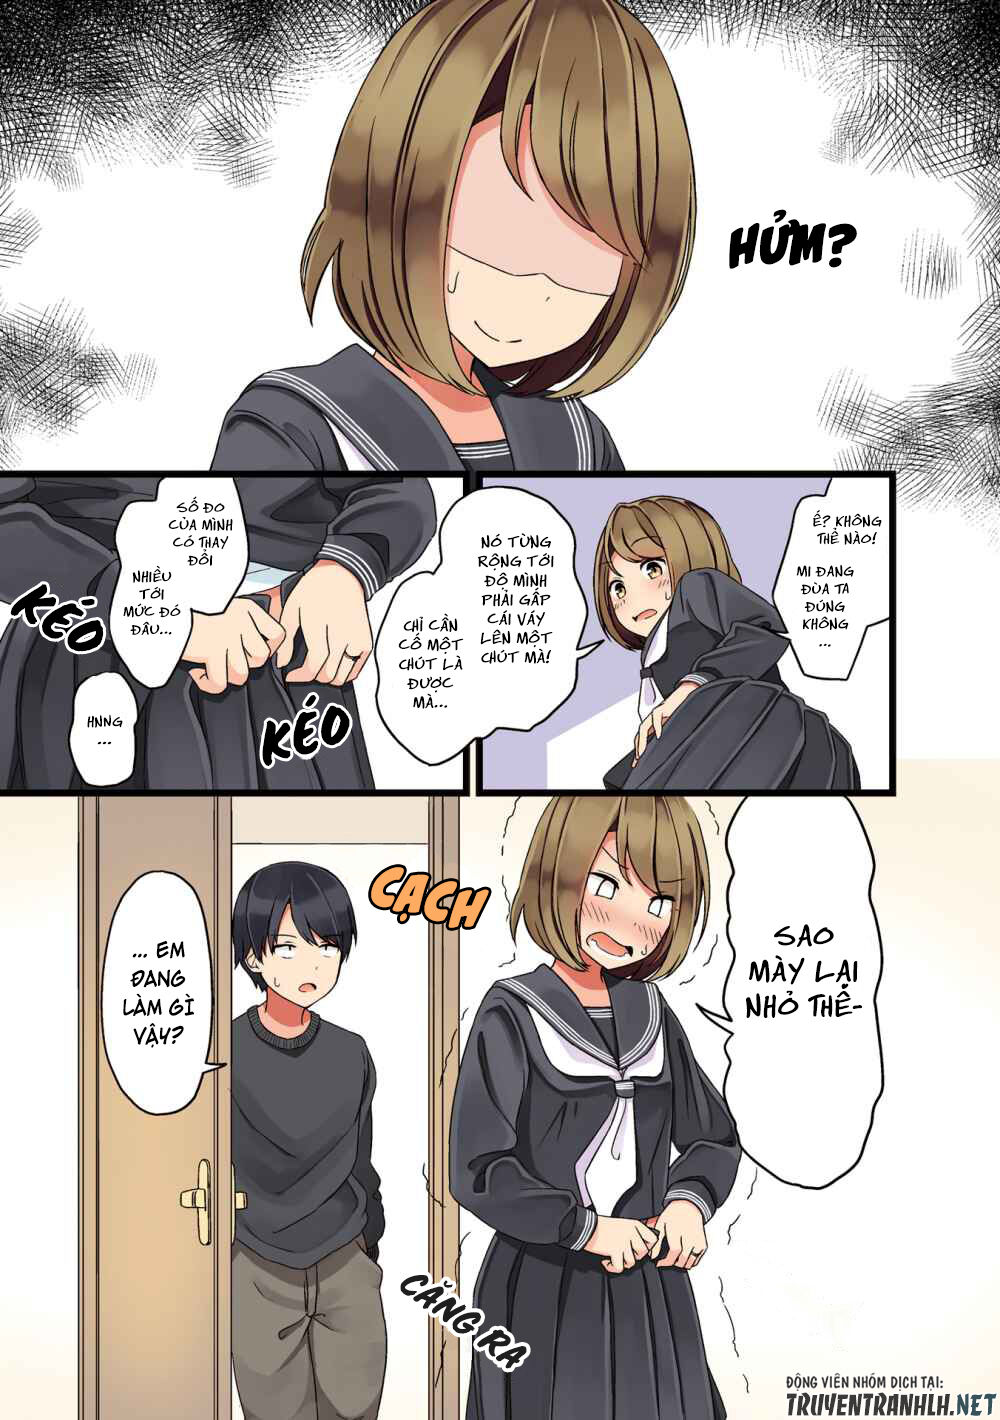 HỬM?
Ế? KHÔNG
THỂ NÀO!
MI ĐANG
ĐÙA TA
ĐÚNG
KHÔNG
...
NÓ TỪNG
RỘNG TỚI
ĐỘ MÌNH
PHẢI GẤP
CÁI VÁY
LÊN MỘT
CHÚT MÀ!
CHỈ CẦN
CỐ MỘT
CHÚT LÀ
ĐƯỢC
MÀ...
SỐ ĐO
CỦA MÌNH
CÓ THAY
ĐỔI
NHIỀU
TỚI
MỨC ĐÓ
ĐÂU...
KÉO
KÉO
HNNG
...
SAO
MÀY LẠI
NHỎ THẾ-
CẠCH
... EM
ĐANG
LÀM GÌ
VẬY?
CĂNG RA
ĐỘNG VIÊN NHÓM DỊCH TẠI:
TRUYENTRANHLH.NET